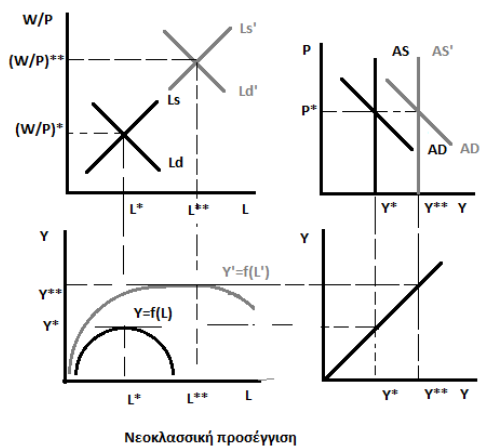 W/P
Ls'
(W/P)**
Ld'
Ls
(W/P)*
Ld
L*
L**
L
P
AS
AS'
P*
AD
AD
Y*
Y**
Y
Y
Y'=f(L')
Y**
Y=f(L)
Y*
L*
L**
L
Y
Y*
Y**
Y
Νεοκλασσική προσέγγιση